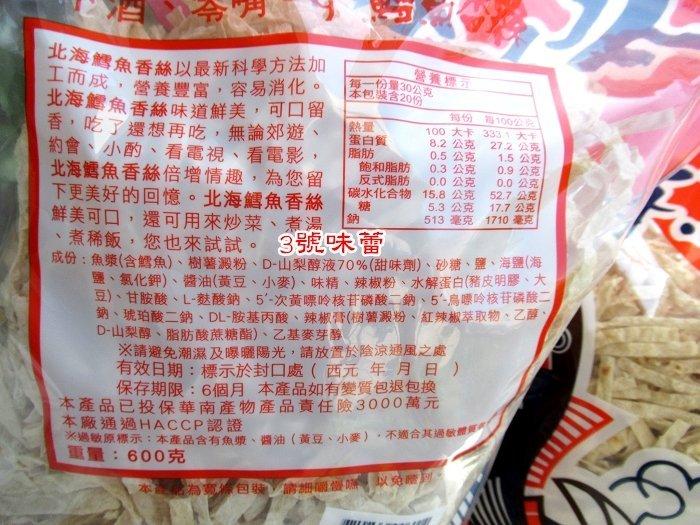 下酒、零嘴
北海鱈魚香絲以最新科學方法加
工而成，營養豐富，容易消化。
北海鱈魚香絲味道鮮美，可口留
香，吃了還想再吃，無論郊遊、
約會、小酌、看電視、看電影，
北海鱈魚香絲倍增情趣，為您留
下更美好的回憶。北海鱈魚香絲
鮮美可口，還可用來炒菜、煮湯
、煮稀飯，您也來試試。
營養標示
每一份量30公克
本包裝含20份
每份 每100公克
熱量 100 大卡 333.1 大卡
蛋白質 8.2 公克 27.2 公克
脂肪 0.5 公克 1.5 公克
飽和脂肪 0.3 公克 0.9 公克
反式脂肪 0.0 公克 0.0 公克
碳水化合物 15.8 公克 52.7 公克
糖 5.3 公克 17.7 公克
鈉 513 毫克 1710 毫克
3號味蕾
成份：魚漿(含鱈魚)、樹薯澱粉、D-山梨醇液70%(甜味劑)、砂糖、鹽、海鹽(海
鹽、氯化鉀)、醬油(黃豆、小麥)、味精、辣椒粉、水解蛋白(豬皮明膠、大
豆)、甘胺酸、L-麩酸鈉、5'-次黃嘌呤核苷磷酸二鈉、5'-鳥嘌呤核苷磷酸二
鈉、琥珀酸二鈉、DL-胺基丙酸、辣椒膏(樹薯澱粉、紅辣椒萃取物、乙醇、
D-山梨醇、脂肪酸蔗糖酯)、乙基麥芽醇
※請避免潮濕及曝曬陽光，請放置於陰涼通風之處
有效日期：標示於封口處（西元 年 月 日）
保存期限：6個月 本產品如有變質包退包換
本產品已投保華南產物產品責任險3000萬元
本廠通過HACCP認證
※過敏原標示：本產品含有魚漿、醬油（黃豆、小麥），不適合其過敏體質
重量：600克
本產品為寬條包裝 請細嚼慢嚥 以免噎到